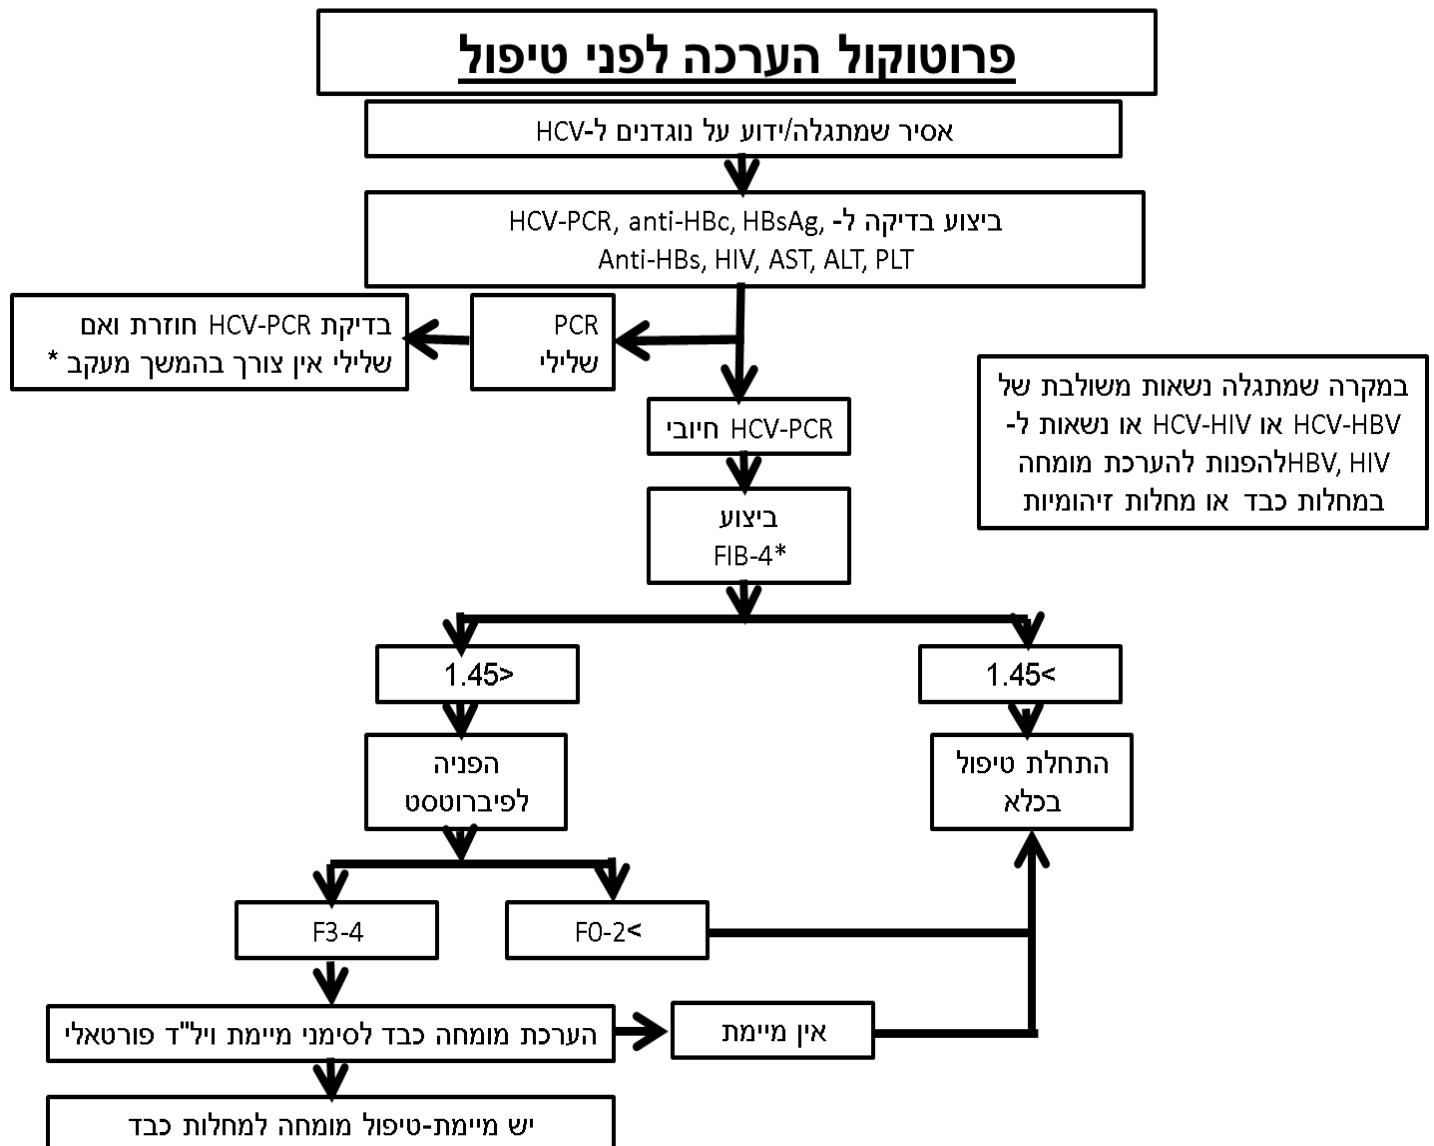 פרוטוקול הערכה לפני טיפול
אסיר שמתגלה/ידוע על נוגדנים ל-HCV
ביצוע בדיקה ל- HCV-PCR, anti-HBc, HBsAg,
Anti-HBs, HIV, AST, ALT, PLT
PCR
שלילי
בדיקת HCV-PCR חוזרת ואם
שלילי אין צורך בהמשך מעקב *
במקרה שמתגלה נשאות משולבת של
HCV-HBV או HCV-HIV או נשאות ל-
HBV, HIVלהפנות להערכת מומחה
במחלות כבד או מחלות זיהומיות
HCV-PCR חיובי
ביצוע
FIB-4*
1.45<
1.45>
התחלת טיפול
בכלא
הפניה
לפיברוטסט
F0-2<
F3-4
הערכת מומחה כבד לסימני מיימת ויל"ד פורטאלי
אין מיימת
יש מיימת-טיפול מומחה למחלות כבד